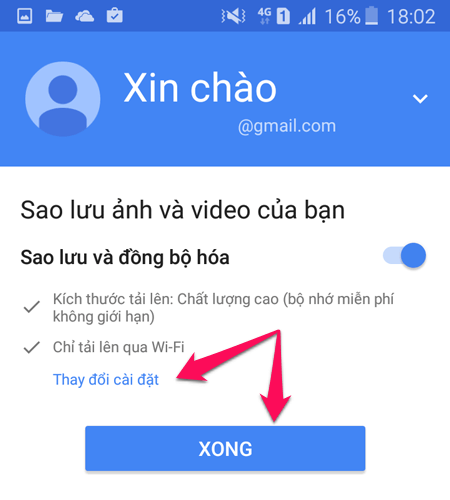 4G 1 16% 18:02
Xin chào
@gmail.com
Sao lưu ảnh và video của bạn
Sao lưu và đồng bộ hóa
Kích thước tải lên: Chất lượng cao (bộ nhớ miễn phí
không giới hạn)
Chỉ tải lên qua Wi-Fi
Thay đổi cài đặt
XONG